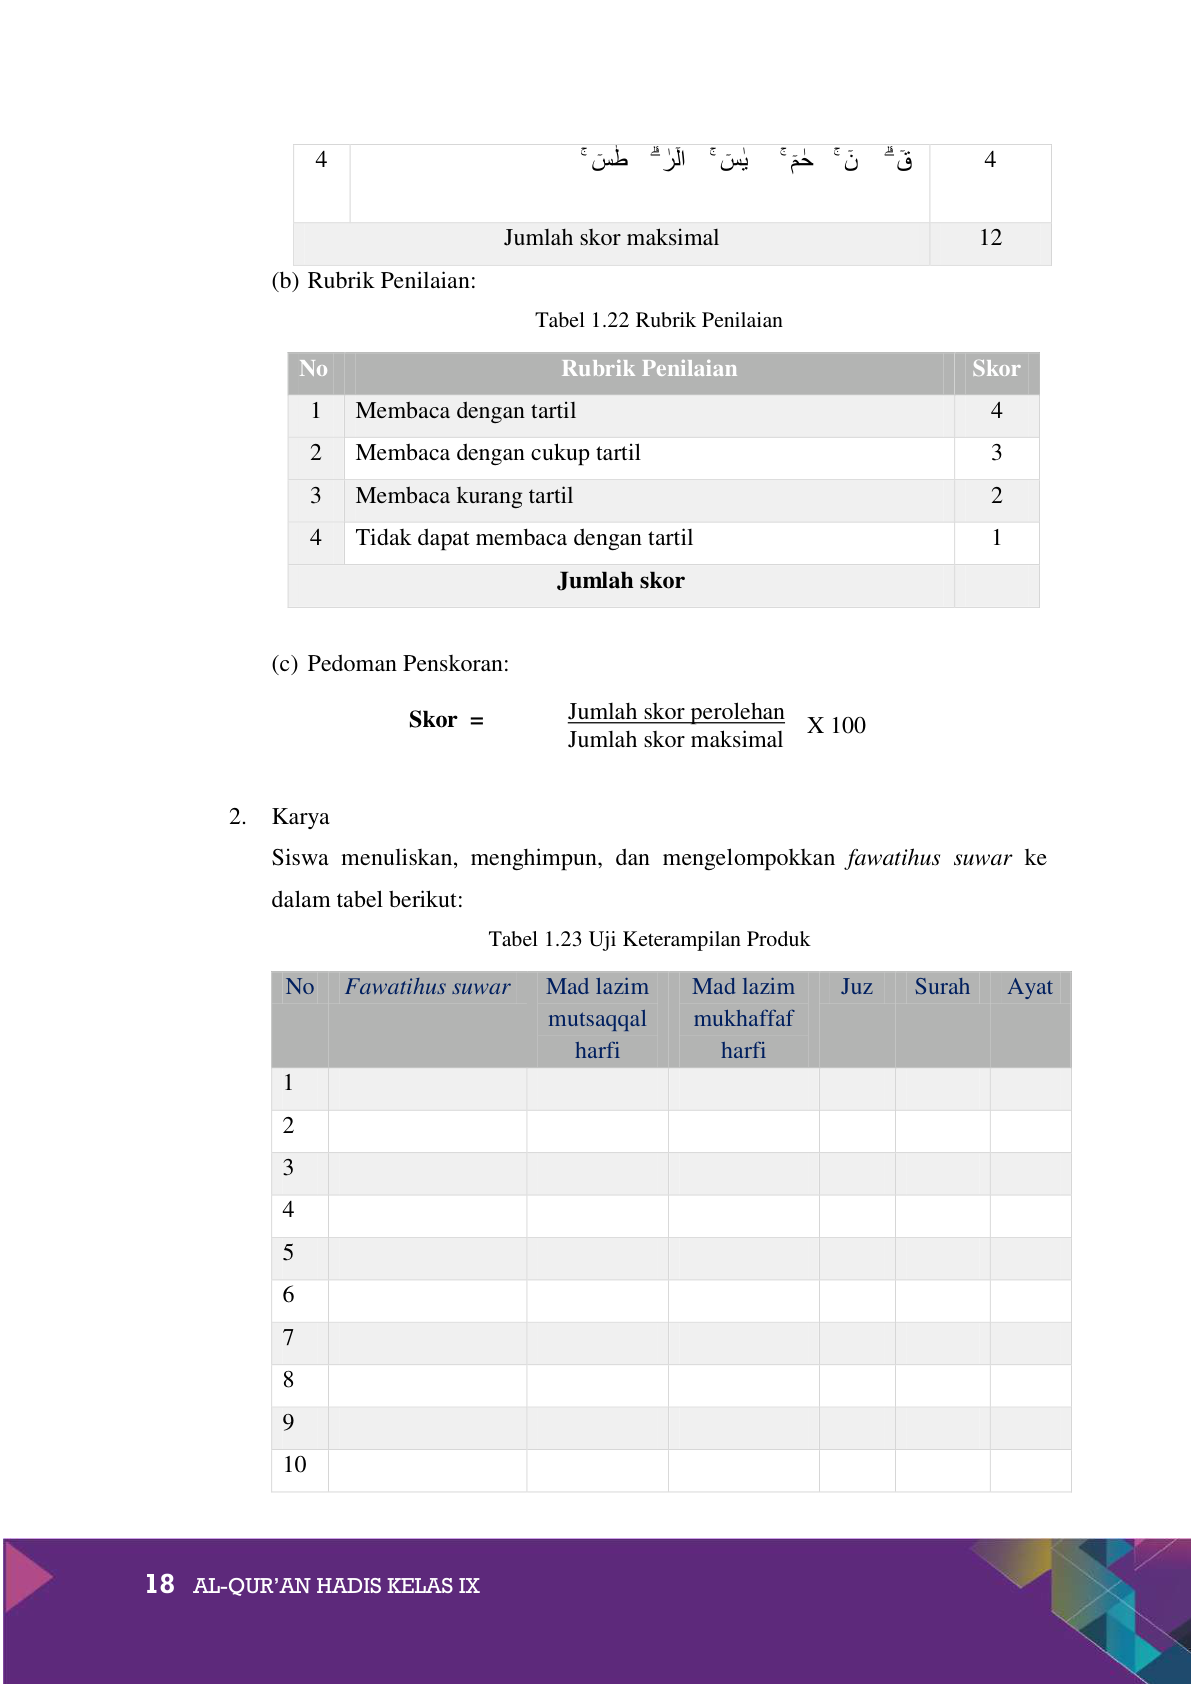 4 قۤ ۗ نۤ ۚ حٰمۤ ۚ يٰسۤ ۚ الۤرٰ ۗ طٰسۤ ۚ 4
Jumlah skor maksimal 12
(b) Rubrik Penilaian:
Tabel 1.22 Rubrik Penilaian
No Rubrik Penilaian Skor
1 Membaca dengan tartil 4
2 Membaca dengan cukup tartil 3
3 Membaca kurang tartil 2
4 Tidak dapat membaca dengan tartil 1
Jumlah skor
(c) Pedoman Penskoran:
Skor = Jumlah skor perolehan X 100
Jumlah skor maksimal
2. Karya
Siswa menuliskan, menghimpun, dan mengelompokkan fawatihus suwar ke
dalam tabel berikut:
Tabel 1.23 Uji Keterampilan Produk
No Fawatihus suwar Mad lazim Mad lazim Juz Surah Ayat
mutsaqqal mukhaffaf
harfi harfi
1
2
3
4
5
6
7
8
9
10
18 AL-QUR’AN HADIS KELAS IX